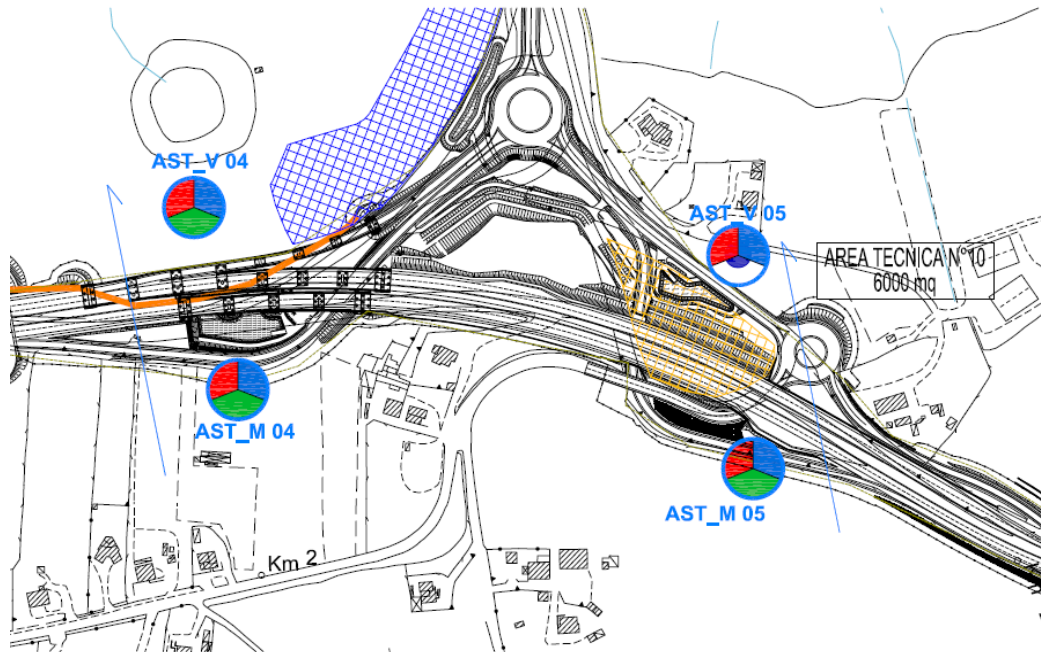 AST_V 04
AST_V 05
AREA TECNICA N°10
6000 mq
AST_M 04
AST_M 05
Km 2